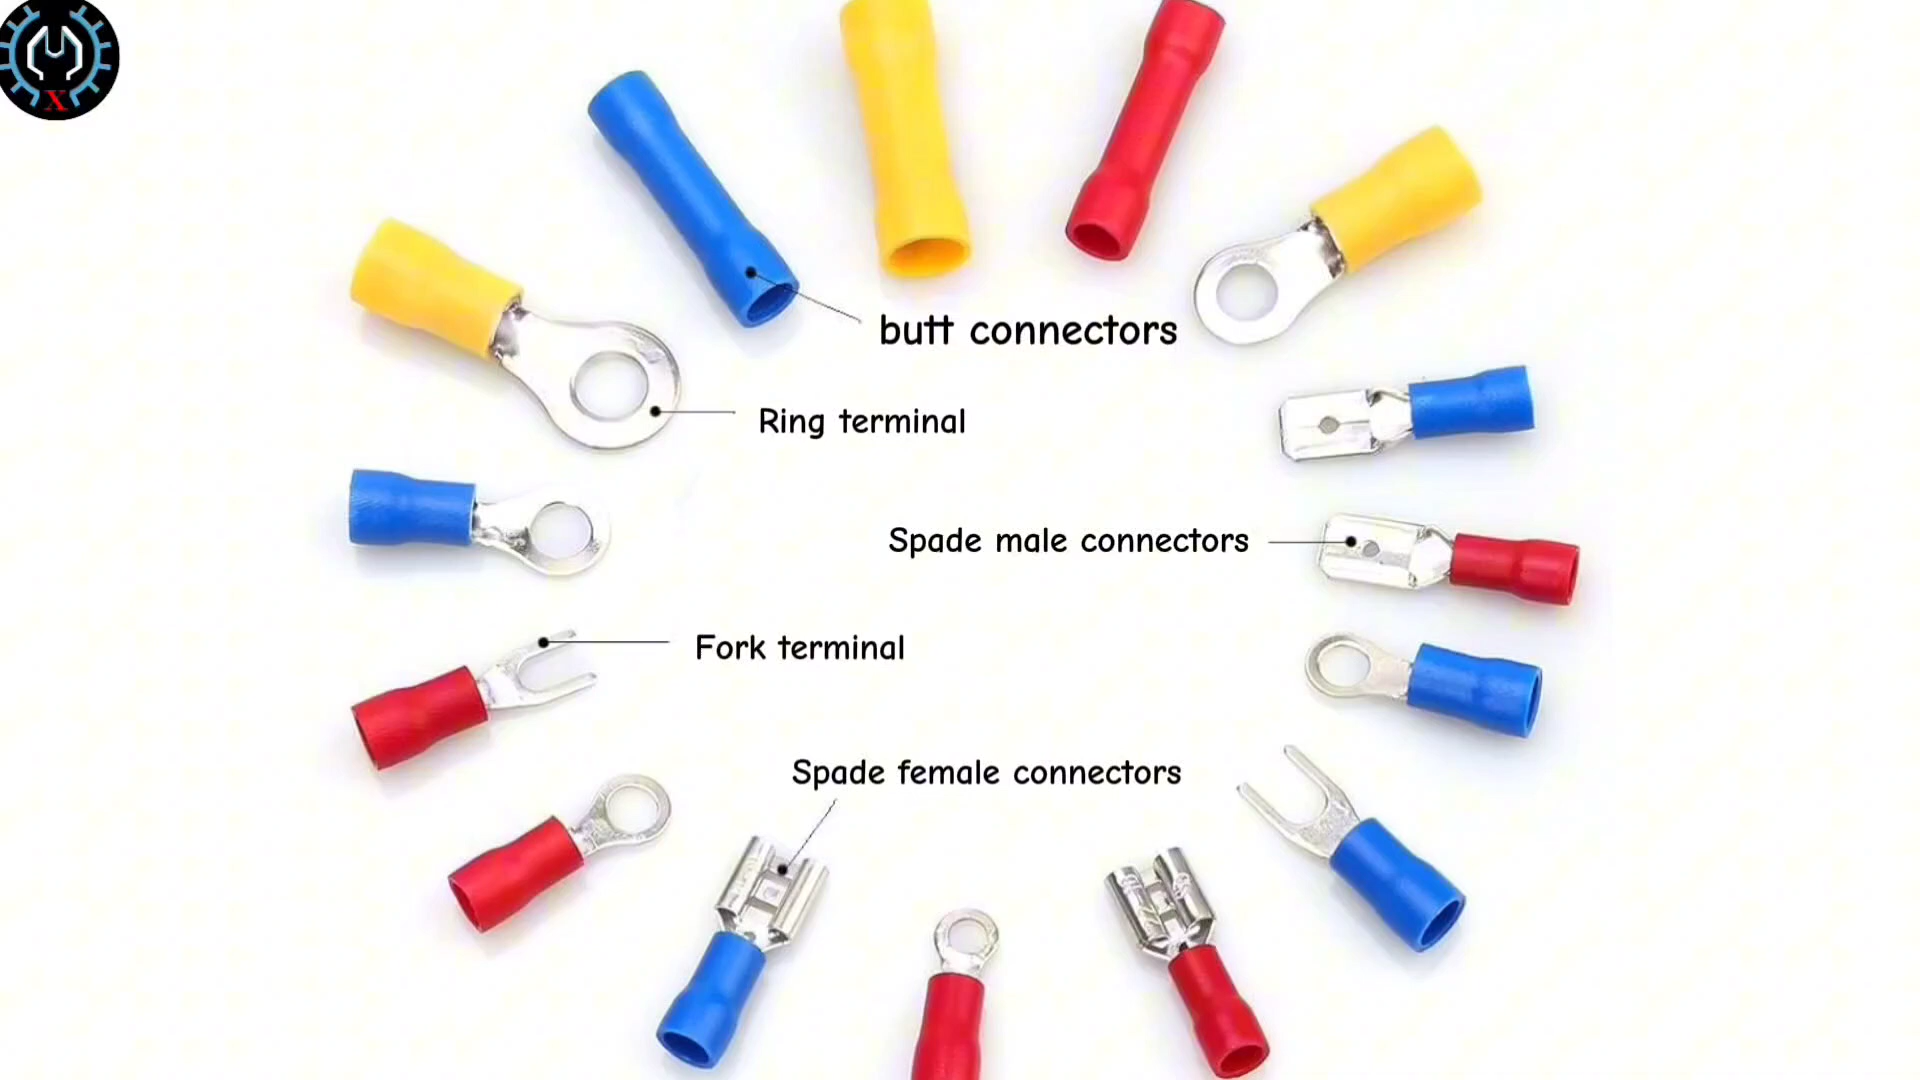 X
butt connectors
Ring terminal
Spade male connectors
Fork terminal
Spade female connectors